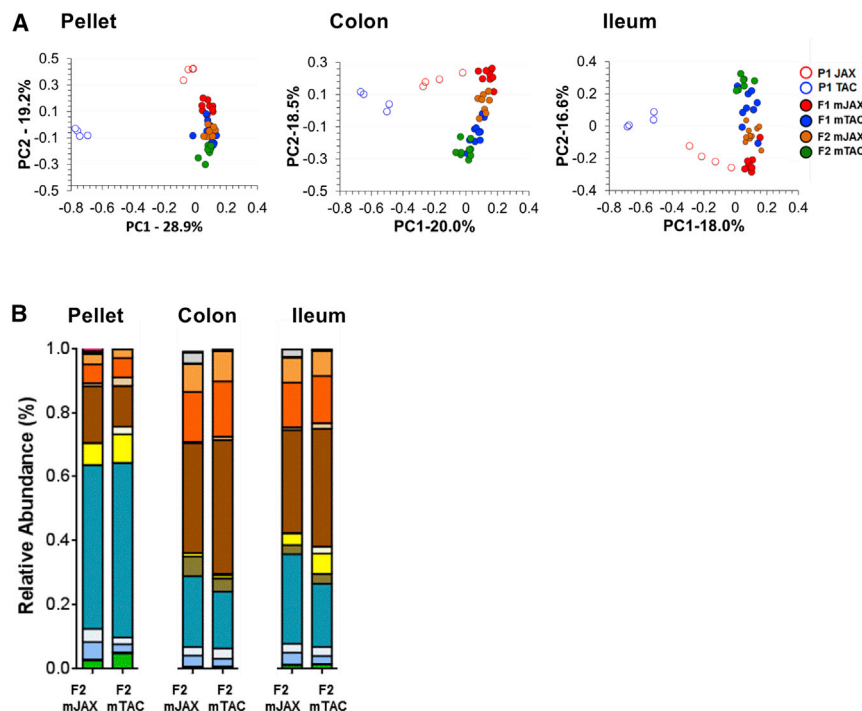 A
Pellet
Colon
Ileum
PC2 - 19.2%
0.5
0.3
0.1
-0.1
-0.3
-0.5
-0.8 -0.6 -0.4 -0.2 0 0.2 0.4
PC1 - 28.9%
PC2-18.5%
0.3
0.1
-0.1
-0.3
-0.5
-0.8 -0.6 -0.4 -0.2 0 0.2 0.4
PC1-20.0%
PC2-16.6%
0.4
0.2
0
-0.2
-0.4
-0.8 -0.6 -0.4 -0.2 0 0.2 0.4
PC1-18.0%
P1 JAX
P1 TAC
F1 mJAX
F1 mTAC
F2 mJAX
F2 mTAC
B
Pellet
Colon
Ileum
Relative Abundance (%)
1.0
0.8
0.6
0.4
0.2
0.0
F2 F2 F2 F2 F2 F2
mJAX mTAC mJAX mTAC mJAX mTAC